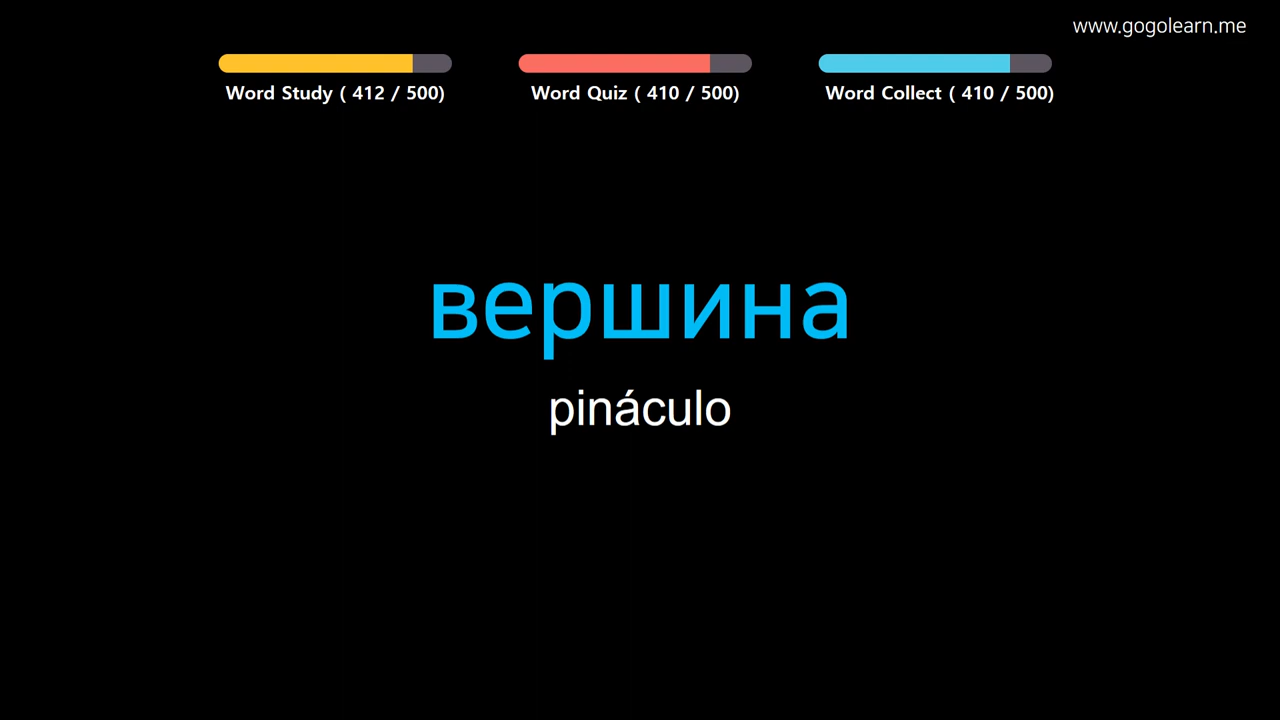 www.gogolearn.me
Word Study ( 412 / 500)
Word Quiz ( 410 / 500)
Word Collect ( 410 / 500)
вершина
pináculo